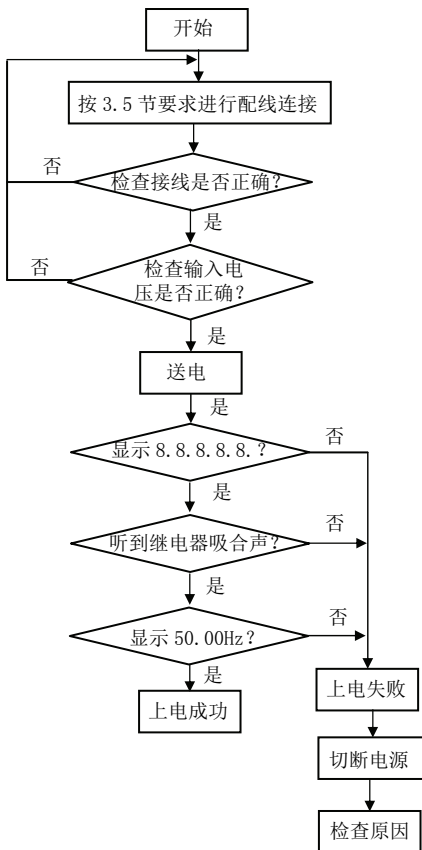 开始
按 3.5 节要求进行配线连接
否
检查接线是否正确?
是
否
检查输入电
压是否正确?
是
送电
是
否
显示 8.8.8.8.8.?
是
否
听到继电器吸合声?
是
否
显示 50.00Hz?
是
上电成功
上电失败
切断电源
检查原因